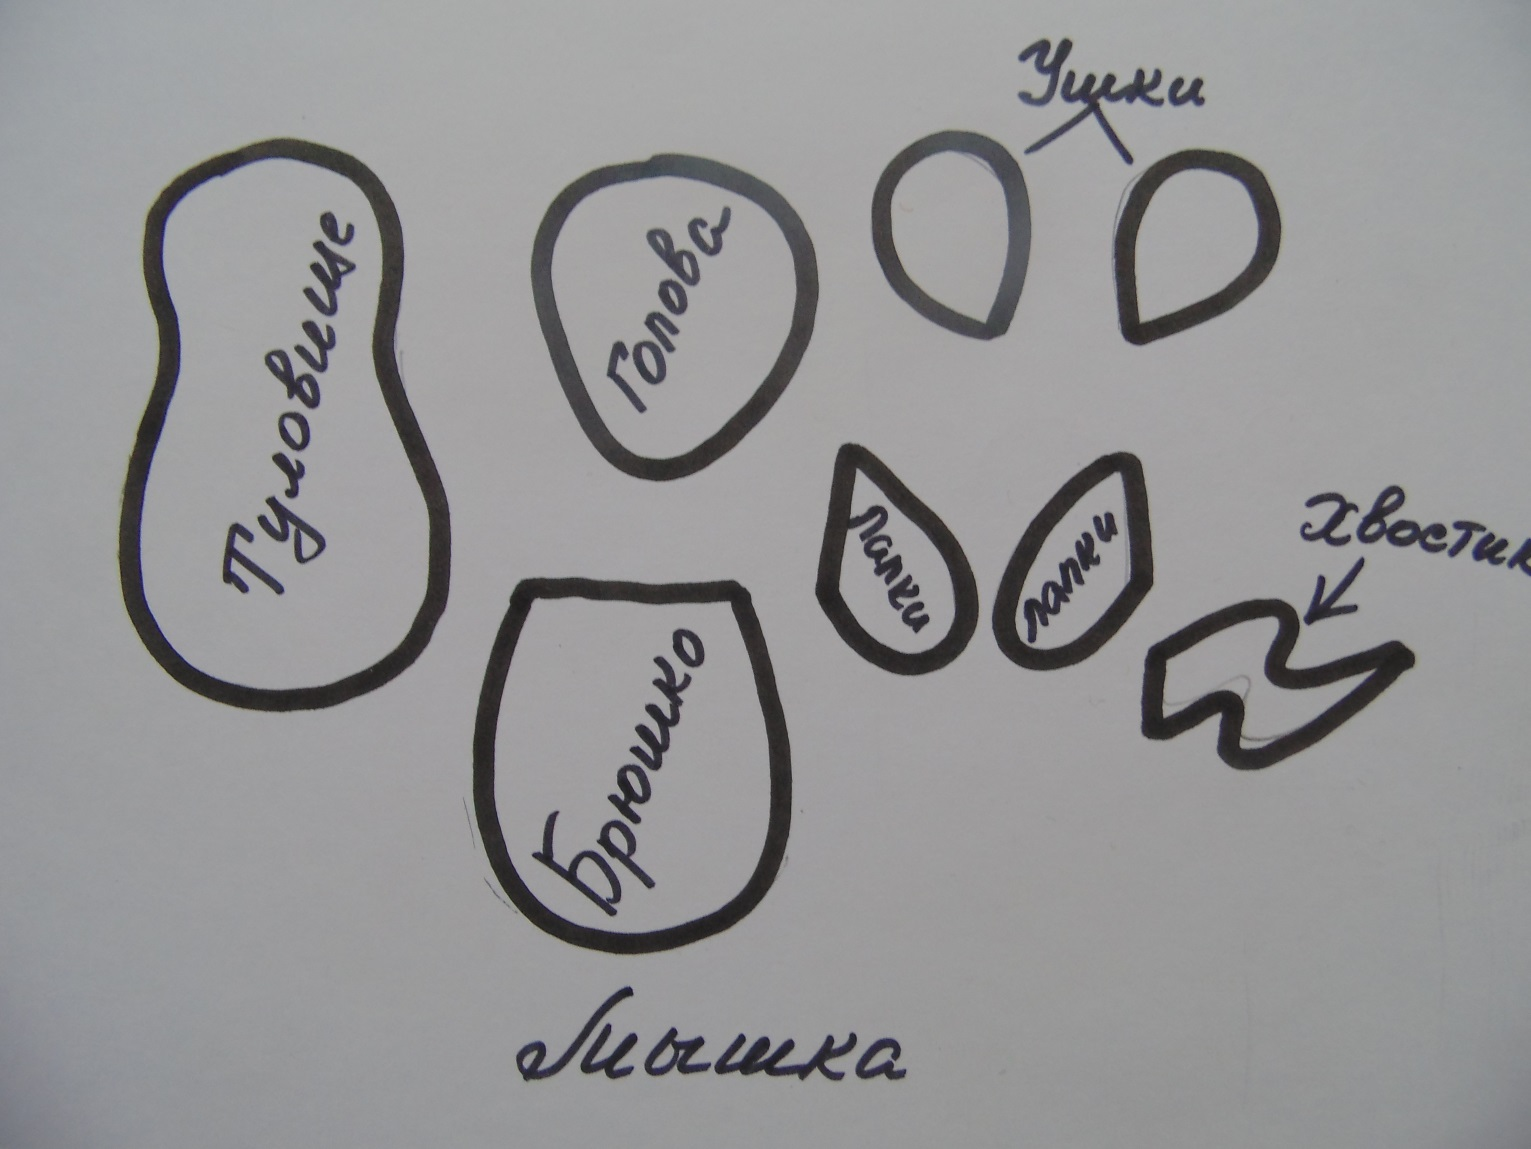 Ушки
Туловище
Голова
лапки
лапки
Хвостик
Брюшко
Мышка